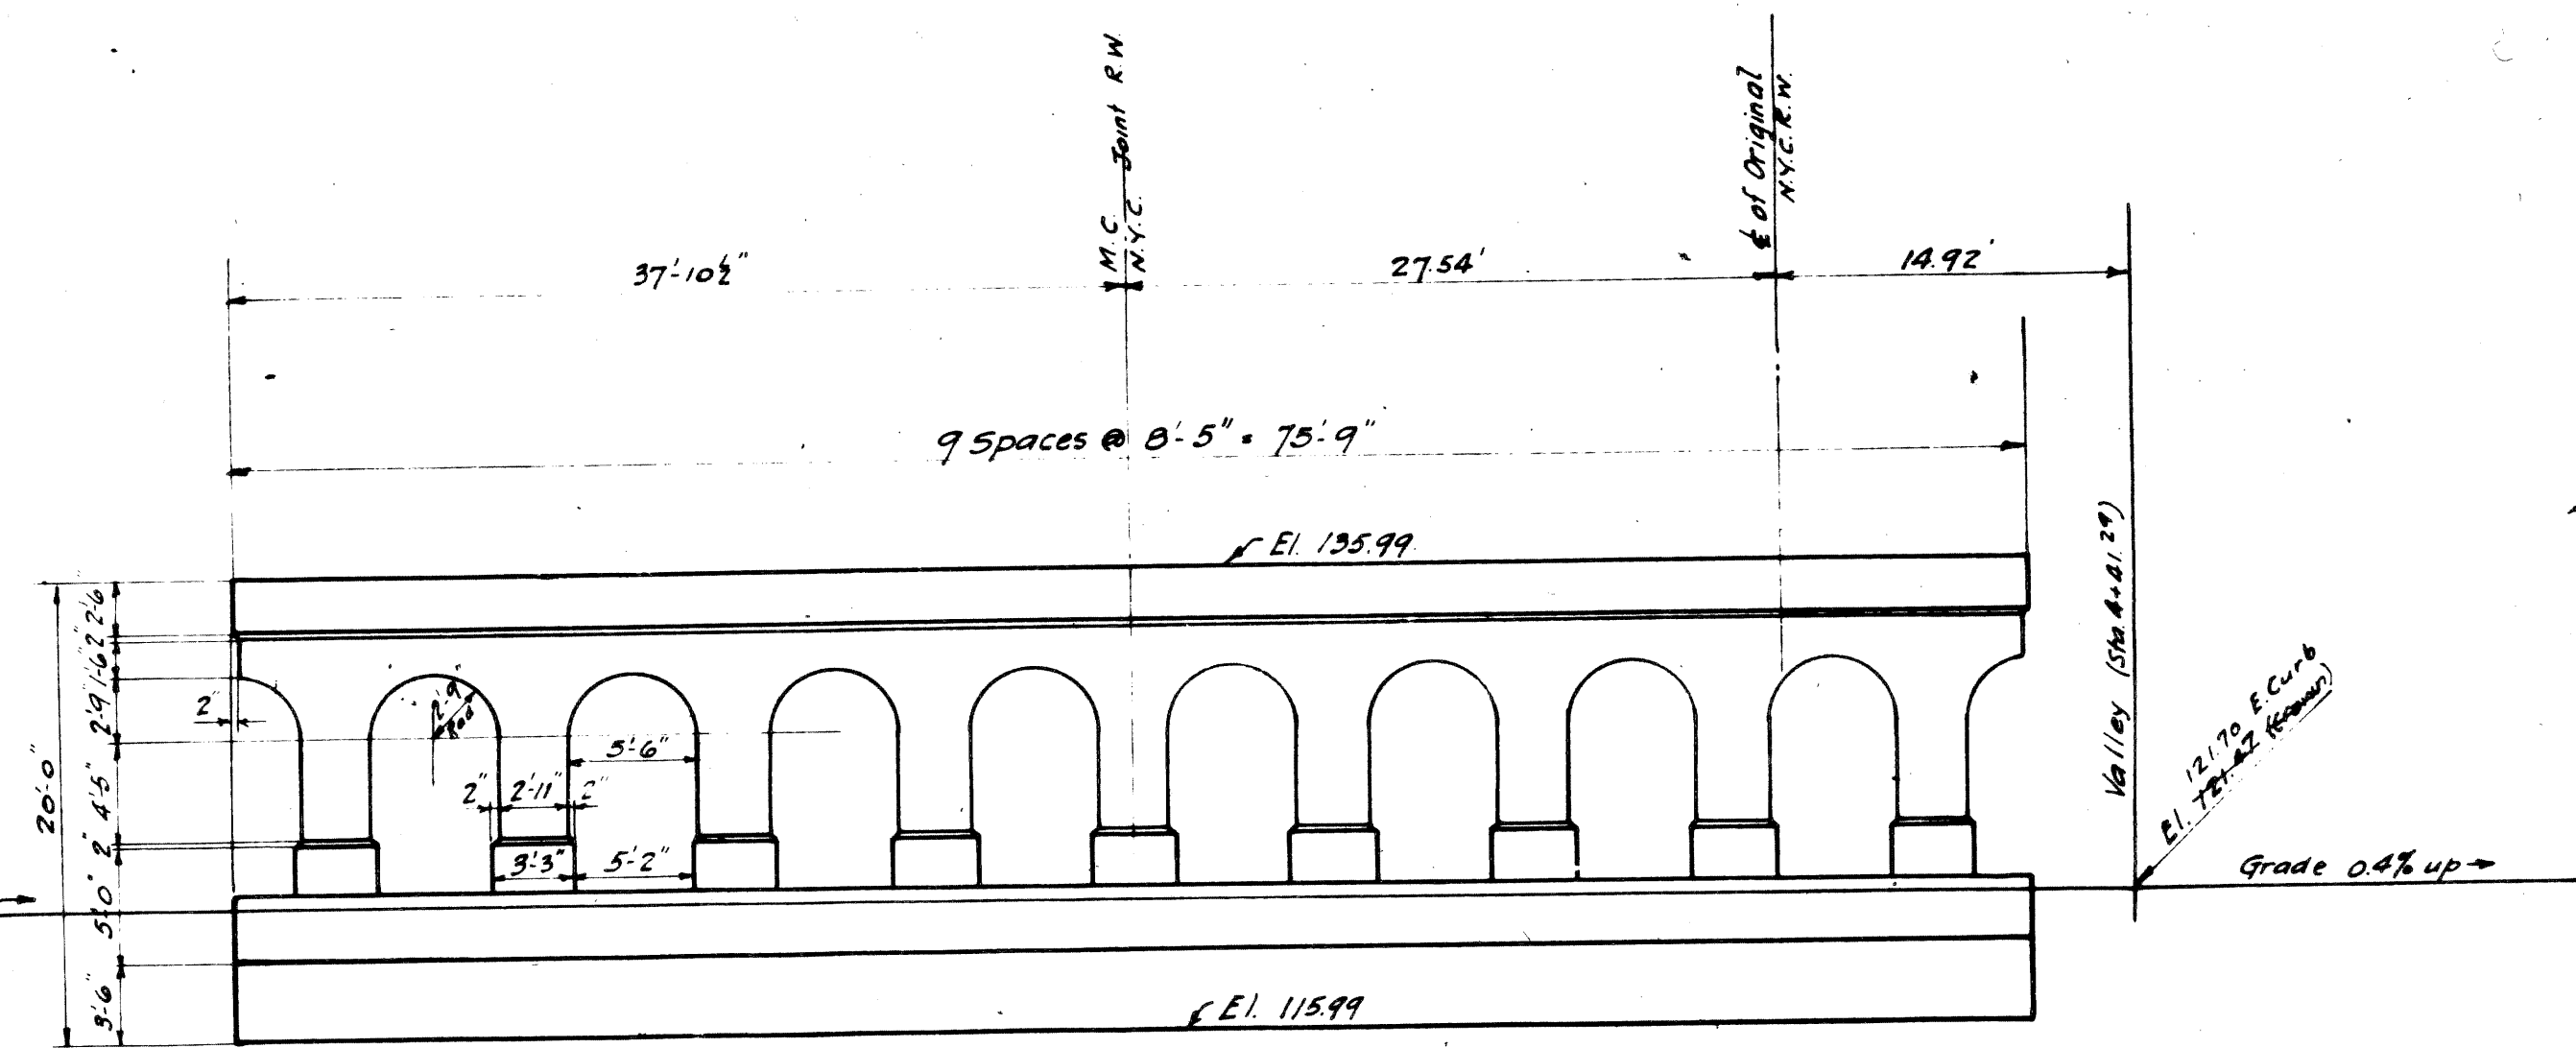 M.C. Joint R.W.
N.Y.C.
℄ of Original
N.Y.C.R.W.
37'-10½"
27.54'
14.92'
9 Spaces @ 8'-5" = 75'-9"
El. 135.99
20'-0"
2'-6"
2"
1'-6"
2'-9"
4'-5"
2"
5'-0"
3'-6"
2"
2'-9"
Rad
5'-6"
2"
2'-11"
2"
3'-3"
5'-2"
Valley (Sta. 4+41.29)
121.70 E. Curb
El.
Grade 0.4% up
El. 115.99